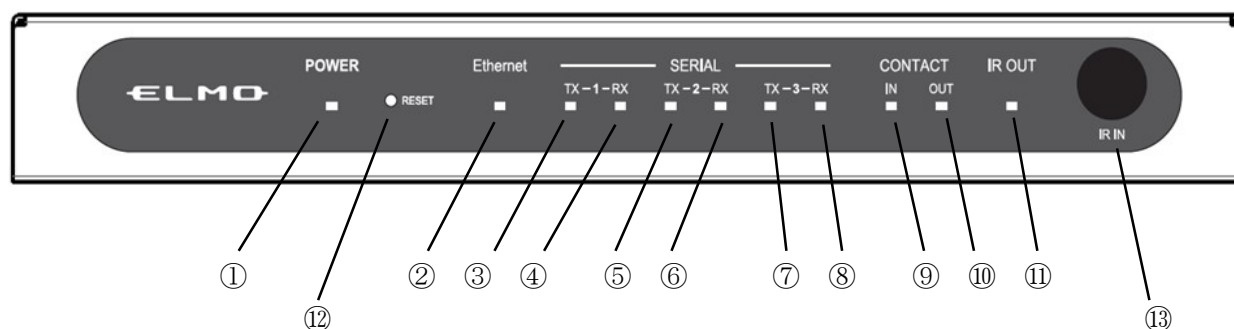 POWER Ethernet SERIAL CONTACT IR OUT
TX-1-RX TX-2-RX TX-3-RX IN OUT
ELMO RESET
IR IN
① ② ③ ④ ⑤ ⑥ ⑦ ⑧ ⑨ ⑩ ⑪
⑫ ⑬